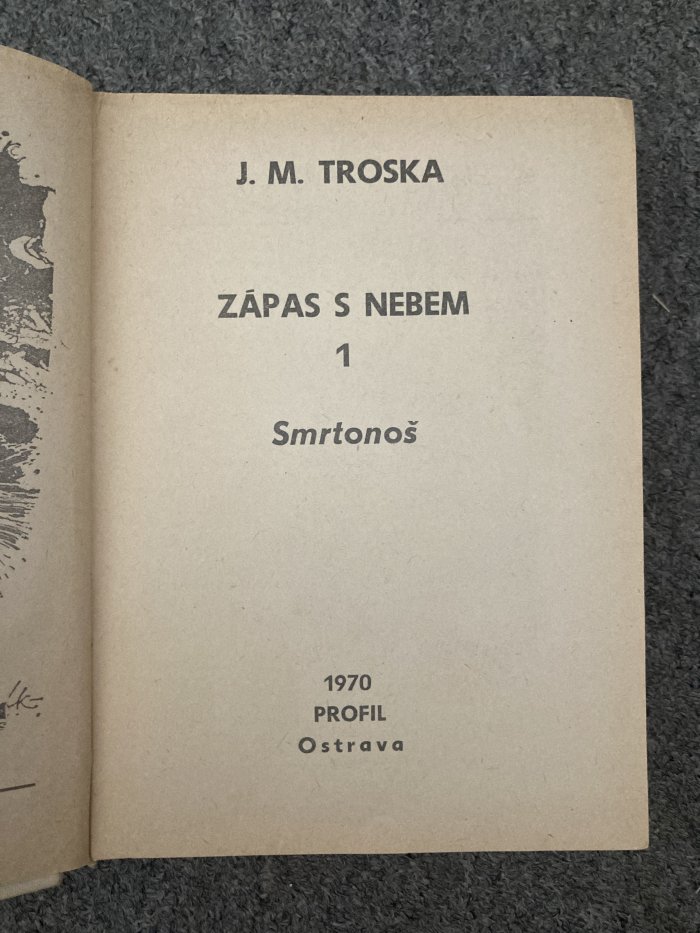 J. M. TROSKA
ZÁPAS S NEBEM
1
Smrtonoš
1970
PROFIL
Ostrava